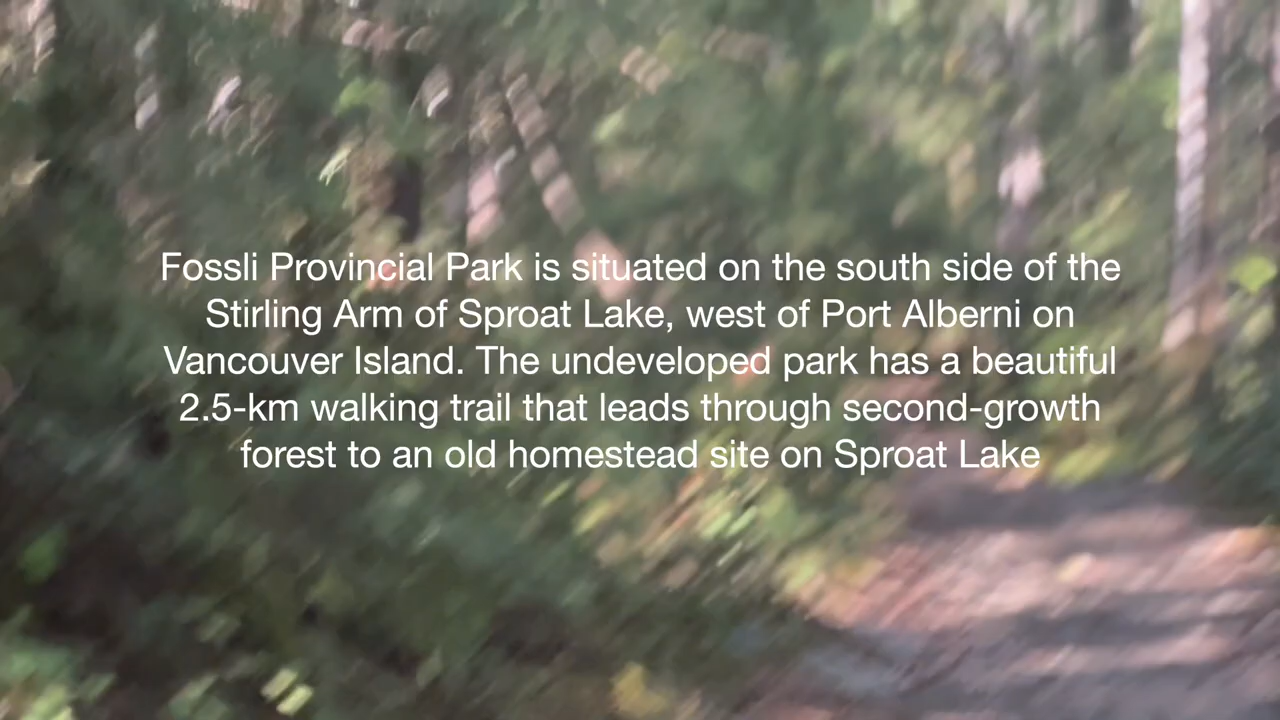 Fossli Provincial Park is situated on the south side of the
Stirling Arm of Sproat Lake, west of Port Alberni on
Vancouver Island. The undeveloped park has a beautiful
2.5-km walking trail that leads through second-growth
forest to an old homestead site on Sproat Lake